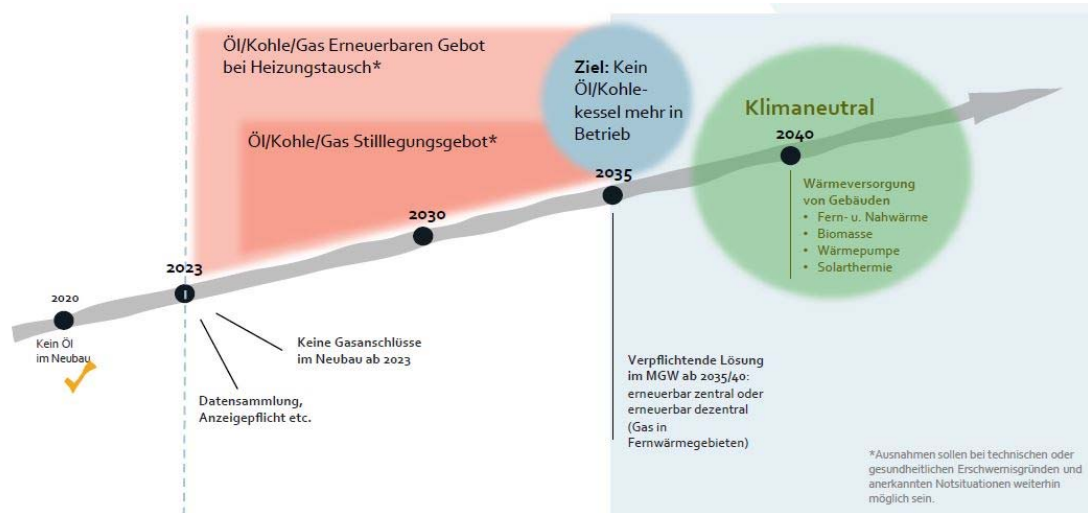 Öl/Kohle/Gas Erneuerbaren Gebot
bei Heizungstausch*
Öl/Kohle/Gas Stilllegungsgebot*
Ziel: Kein
Öl/Kohle-
kessel mehr in
Betrieb
Klimaneutral
2040
2035
2030
2023
2020
Kein Öl
im Neubau
Keine Gasanschlüsse
im Neubau ab 2023
Datensammlung,
Anzeigepflicht etc.
Wärmeversorgung
von Gebäuden
• Fern- u. Nahwärme
• Biomasse
• Wärmepumpe
• Solarthermie
Verpflichtende Lösung
im MGW ab 2035/40:
erneuerbar zentral oder
erneuerbar dezentral
(Gas in
Fernwärmegebieten)
*Ausnahmen sollen bei technischen oder
gesundheitlichen Erschwernisgründen und
anerkannten Notsituationen weiterhin
möglich sein.